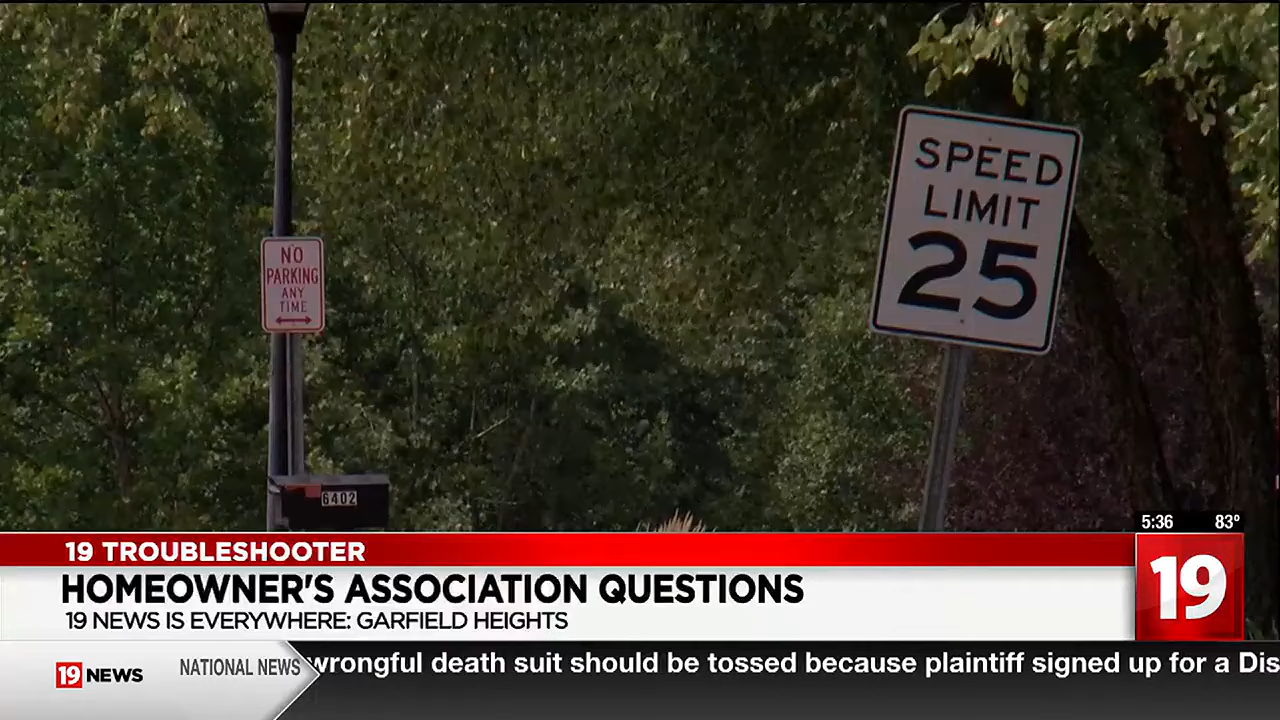 SPEED
LIMIT
25
NO
PARKING
ANY
TIME
6402
5:36 83°
19 TROUBLESHOOTER
HOMEOWNER'S ASSOCIATION QUESTIONS
19 NEWS IS EVERYWHERE: GARFIELD HEIGHTS
19
19 NEWS
NATIONAL NEWS
wrongful death suit should be tossed because plaintiff signed up for a Dis